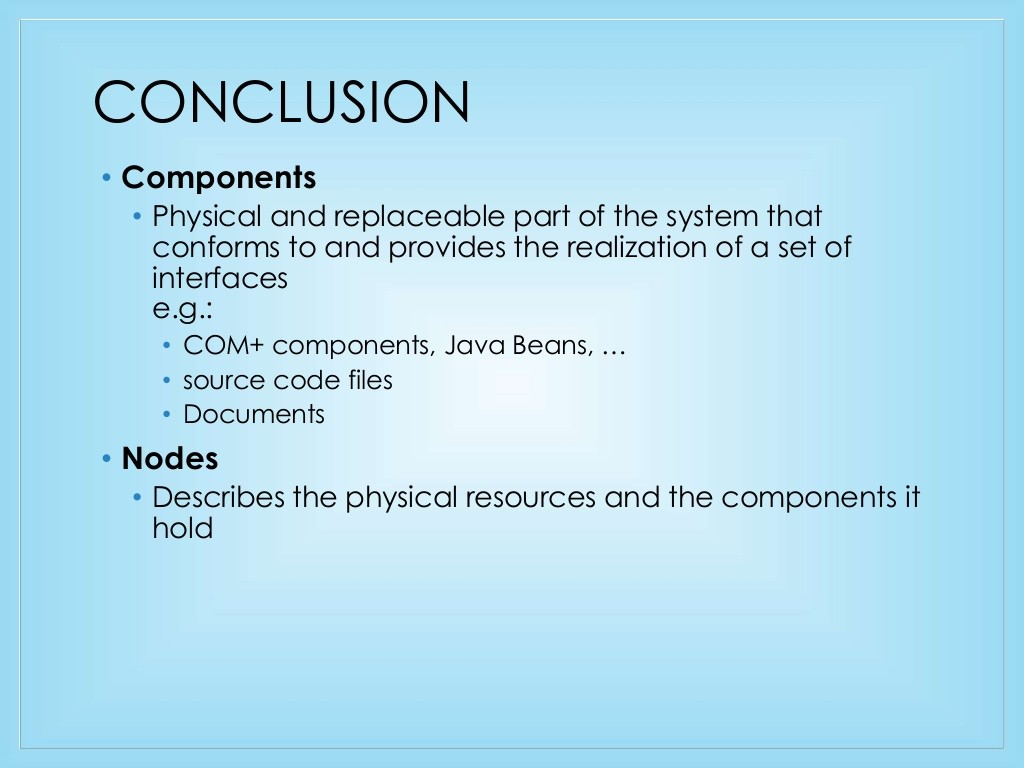 CONCLUSION
• Components
• Physical and replaceable part of the system that
conforms to and provides the realization of a set of
interfaces
e.g.:
• COM+ components, Java Beans, …
• source code files
• Documents
• Nodes
• Describes the physical resources and the components it
hold